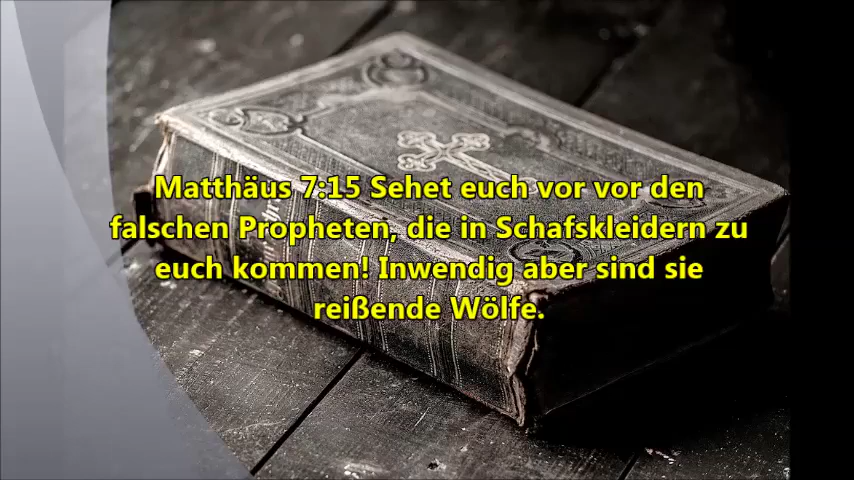 Matthäus 7:15 Sehet euch vor vor den
falschen Propheten, die in Schafskleidern zu
euch kommen! Inwendig aber sind sie
reißende Wölfe.